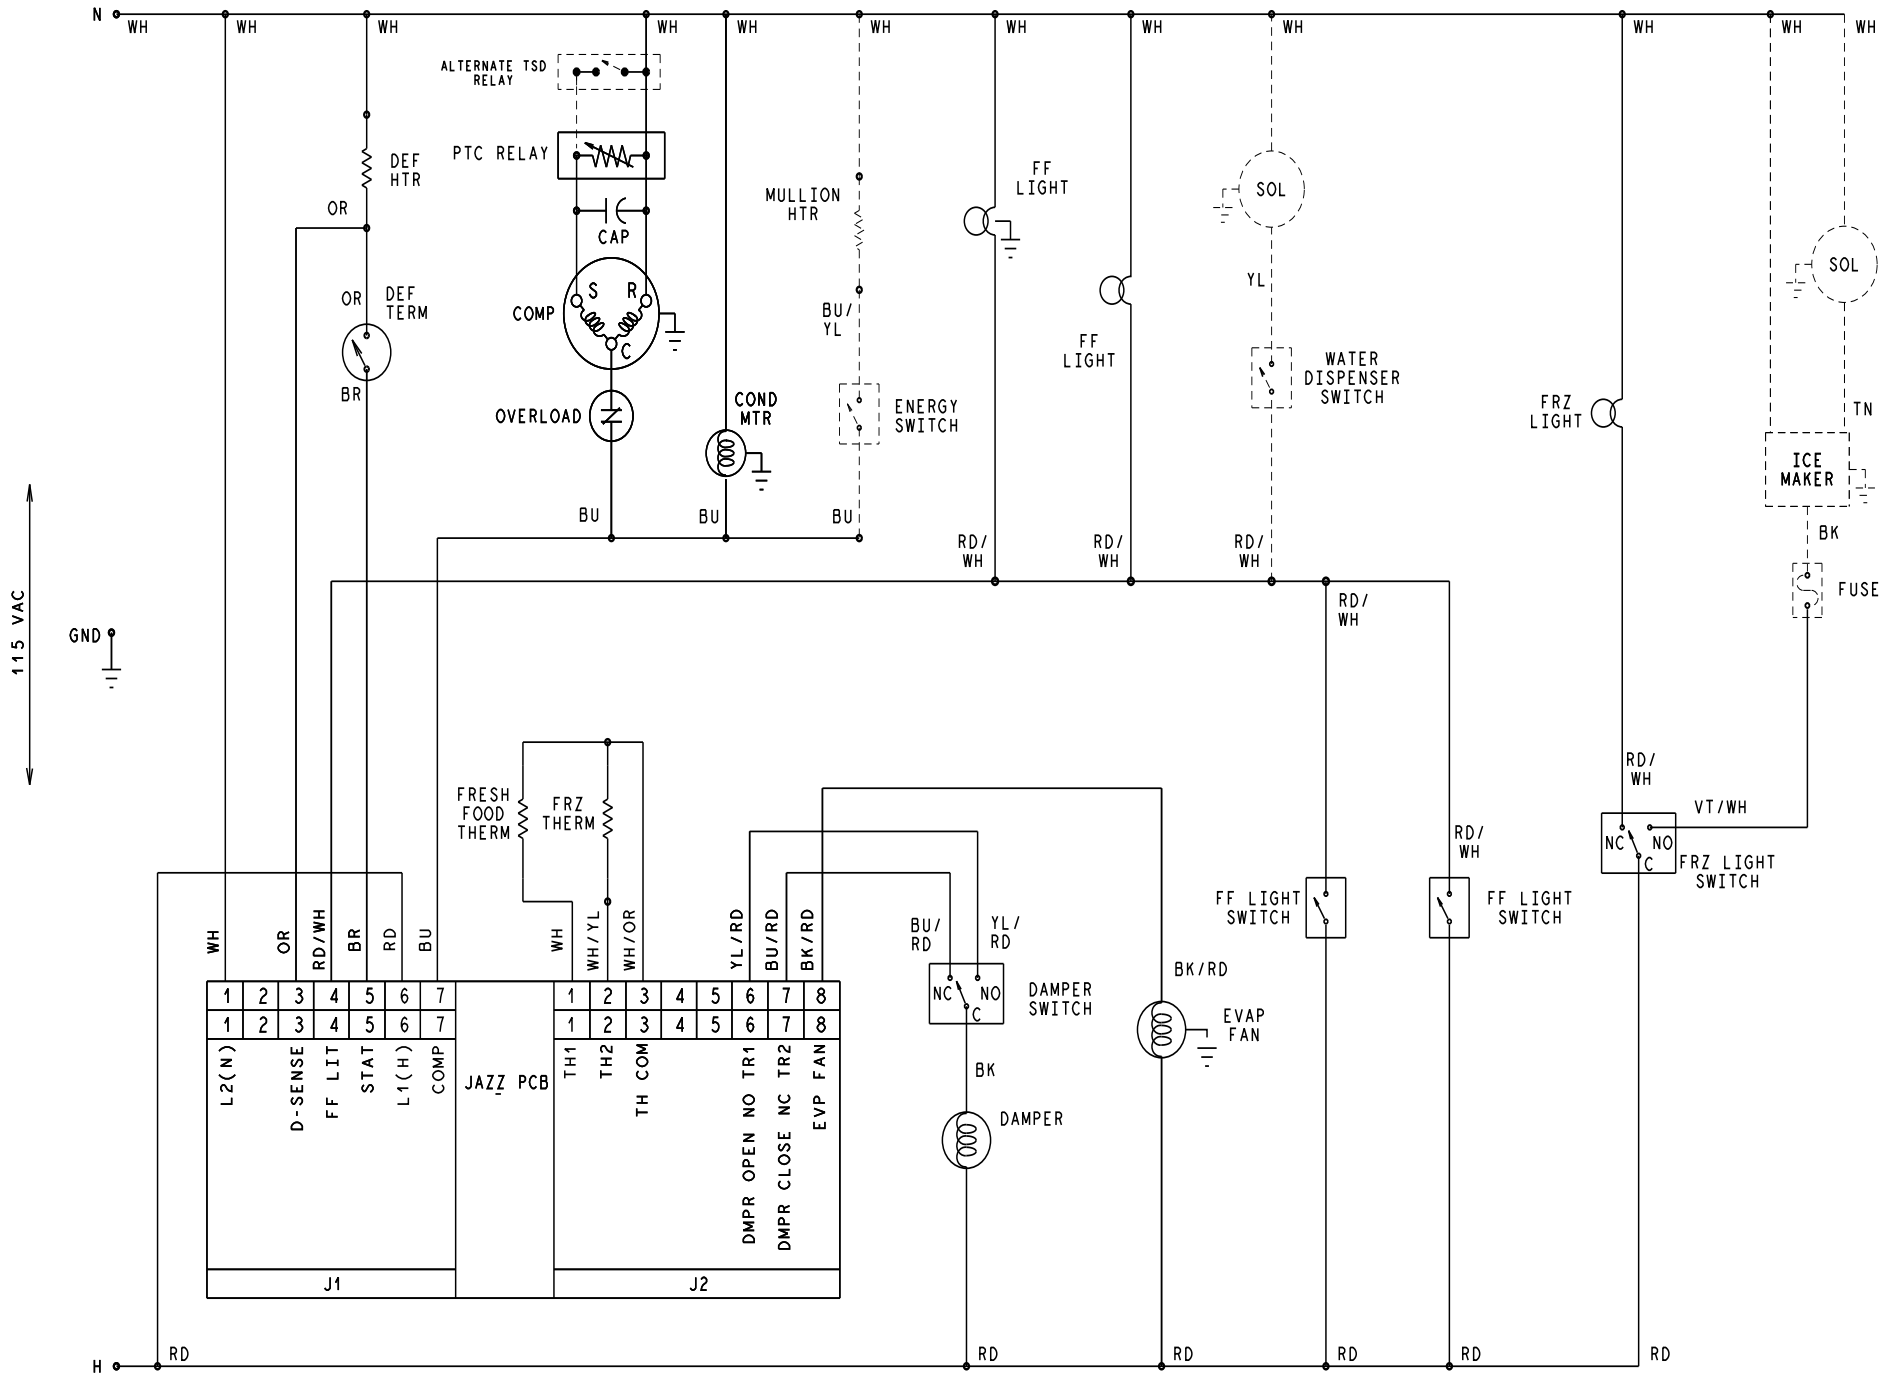 N
WH
WH
WH
WH
WH
WH
WH
WH
WH
WH
WH
WH
ALTERNATE TSD
RELAY
PTC RELAY
DEF
HTR
OR
CAP
MULLION
HTR
FF
LIGHT
SOL
SOL
OR
DEF
TERM
S
R
COMP
C
BU/
YL
YL
FF
LIGHT
BR
WATER
DISPENSER
SWITCH
OVERLOAD
COND
MTR
ENERGY
SWITCH
FRZ
LIGHT
TN
ICE
MAKER
BU
BU
BU
RD/
WH
RD/
WH
RD/
WH
BK
FUSE
RD/
WH
115 VAC
GND
FRESH
FOOD
THERM
FRZ
THERM
RD/
WH
VT/WH
RD/
WH
NC
NO
C
FRZ LIGHT
SWITCH
WH
OR
RD/WH
BR
RD
BU
WH
WH/YL
WH/OR
YL/RD
BU/RD
BK/RD
BU/
RD
YL/
RD
FF LIGHT
SWITCH
FF LIGHT
SWITCH
BK/RD
NC
NO
C
DAMPER
SWITCH
EVAP
FAN
1 2 3 4 5 6 7
1 2 3 4 5 6 7 8
1 2 3 4 5 6 7
1 2 3 4 5 6 7 8
L2(N)
D-SENSE
FF LIT
STAT
L1(H)
COMP
JAZZ PCB
TH1
TH2
TH COM
DMPR OPEN NO TR1
DMPR CLOSE NC TR2
EVP FAN
BK
DAMPER
J1
J2
H
RD
RD
RD
RD
RD
RD